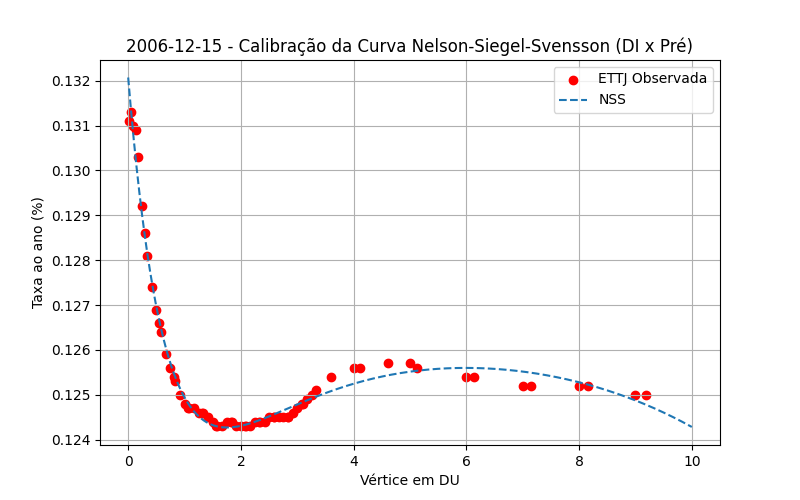 2006-12-15 - Calibração da Curva Nelson-Siegel-Svensson (DI x Pré)
ETTJ Observada
NSS
Taxa ao ano (%)
0.132
0.131
0.130
0.129
0.128
0.127
0.126
0.125
0.124
0 2 4 6 8 10
Vértice em DU